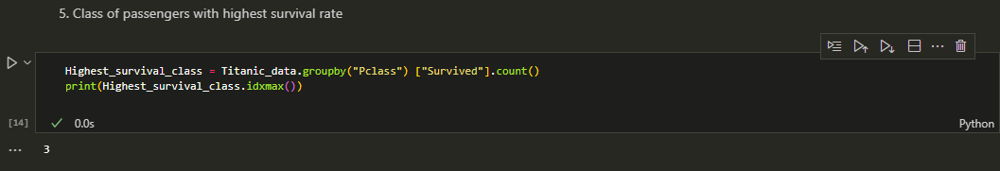 5. Class of passengers with highest survival rate
Highest_survival_class = Titanic_data.groupby("Pclass") ["Survived"].count()
print(Highest_survival_class.idxmax())
[14]
0.0s
Python
3